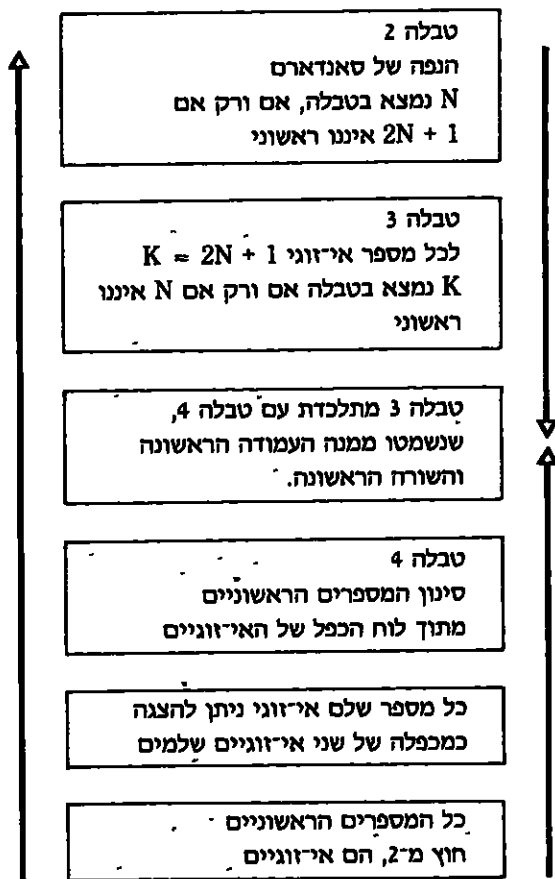 טבלה 2
הנפה של סאנדארם
N נמצא בטבלה, אם ורק אם
2N + 1 איננו ראשוני
טבלה 3
לכל מספר אי־זוגי K = 2N + 1
K נמצא בטבלה אם ורק אם N איננו
ראשוני
טבלה 3 מתלכדת עם טבלה 4,
שנשמטו ממנה העמודה הראשונה
והשורה הראשונה.
טבלה 4
סינון המספרים הראשוניים
מתוך לוח הכפל של האי־זוגיים
כל מספר שלם אי־זוגי ניתן להצגה
כמכפלה של שני אי־זוגיים שלמים
כל המספרים הראשוניים
חוץ מ־2, הם אי־זוגיים